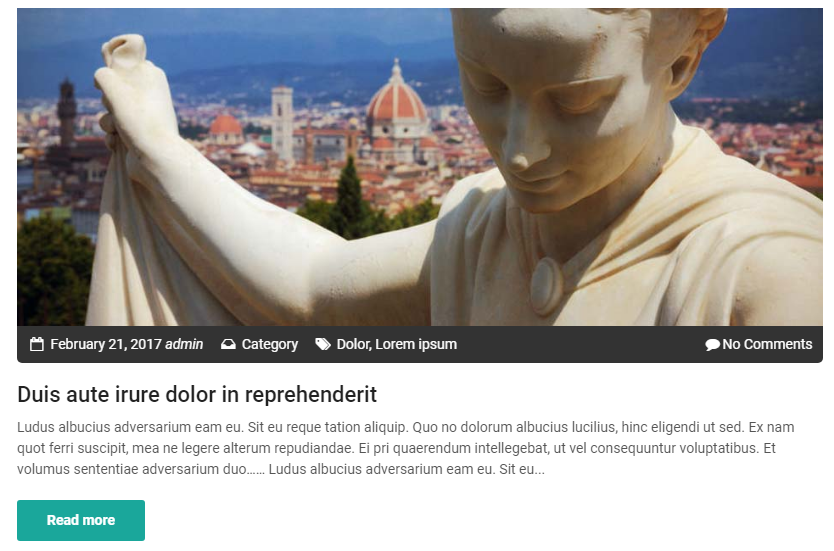 February 21, 2017 admin Category Dolor, Lorem ipsum No Comments
Duis aute irure dolor in reprehenderit
Ludus albucius adversarium eam eu. Sit eu reque tation aliquip. Quo no dolorum albucius lucilius, hinc eligendi ut sed. Ex nam
quot ferri suscipit, mea ne legere alterum repudiandae. Ei pri quaerendum intellegebat, ut vel consequuntur voluptatibus. Et
volumus sententiae adversarium duo…... Ludus albucius adversarium eam eu. Sit eu...
Read more